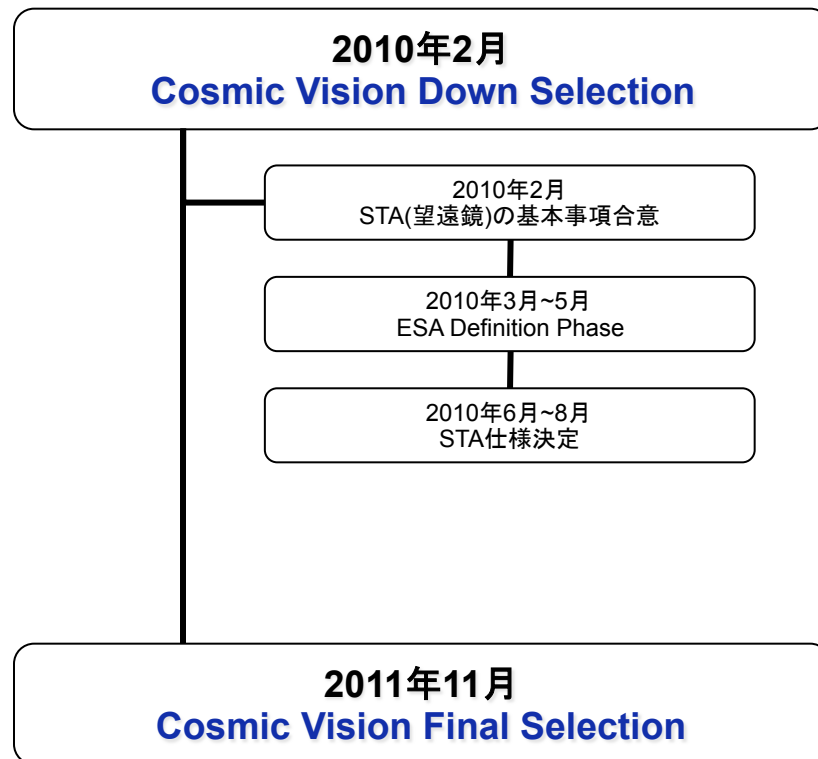 2010年2月
Cosmic Vision Down Selection
2010年2月
STA(望遠鏡)の基本事項合意
2010年3月~5月
ESA Definition Phase
2010年6月~8月
STA仕様決定
2011年11月
Cosmic Vision Final Selection